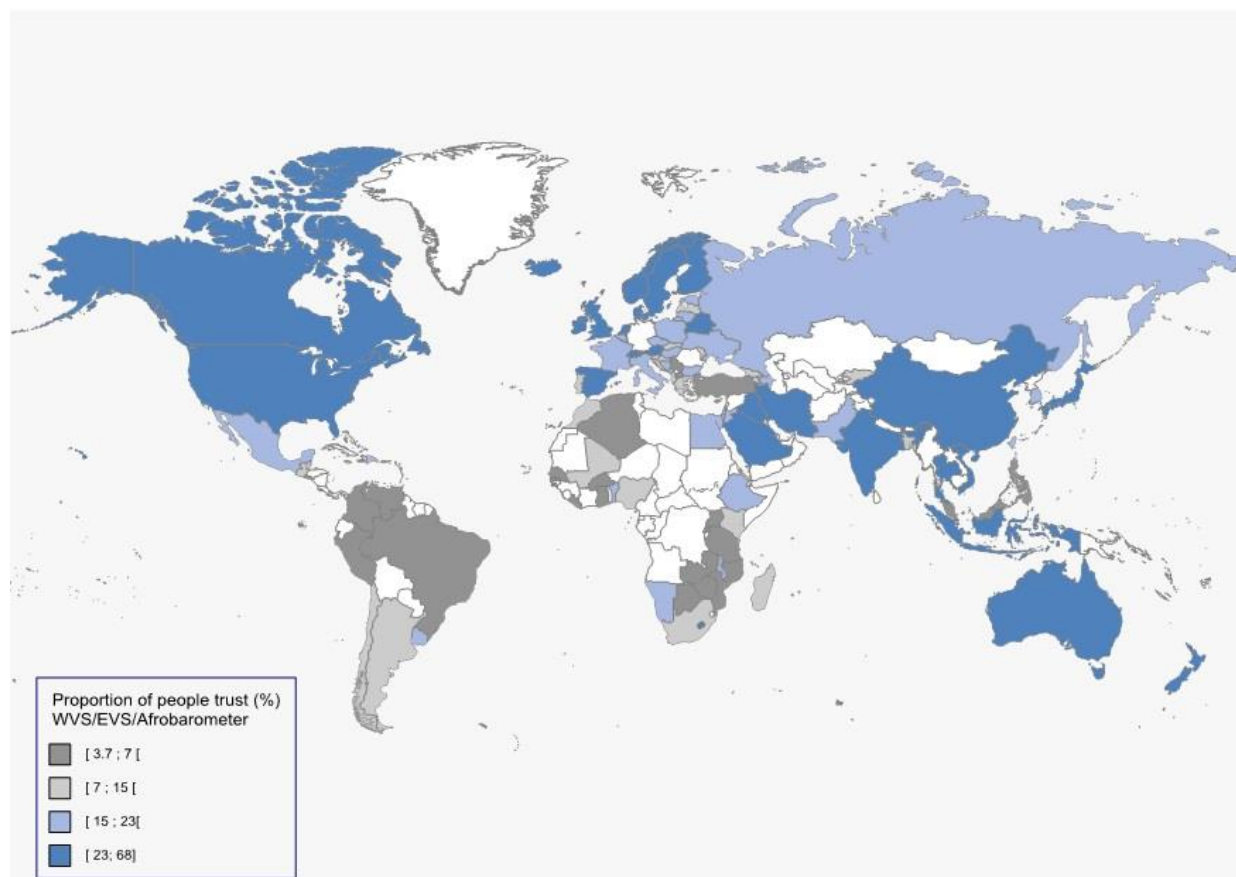 Proportion of people trust (%)
WVS/EVS/Afrobarometer
[ 3.7 ; 7 [
[ 7 ; 15 [
[ 15 ; 23[
[ 23; 68]